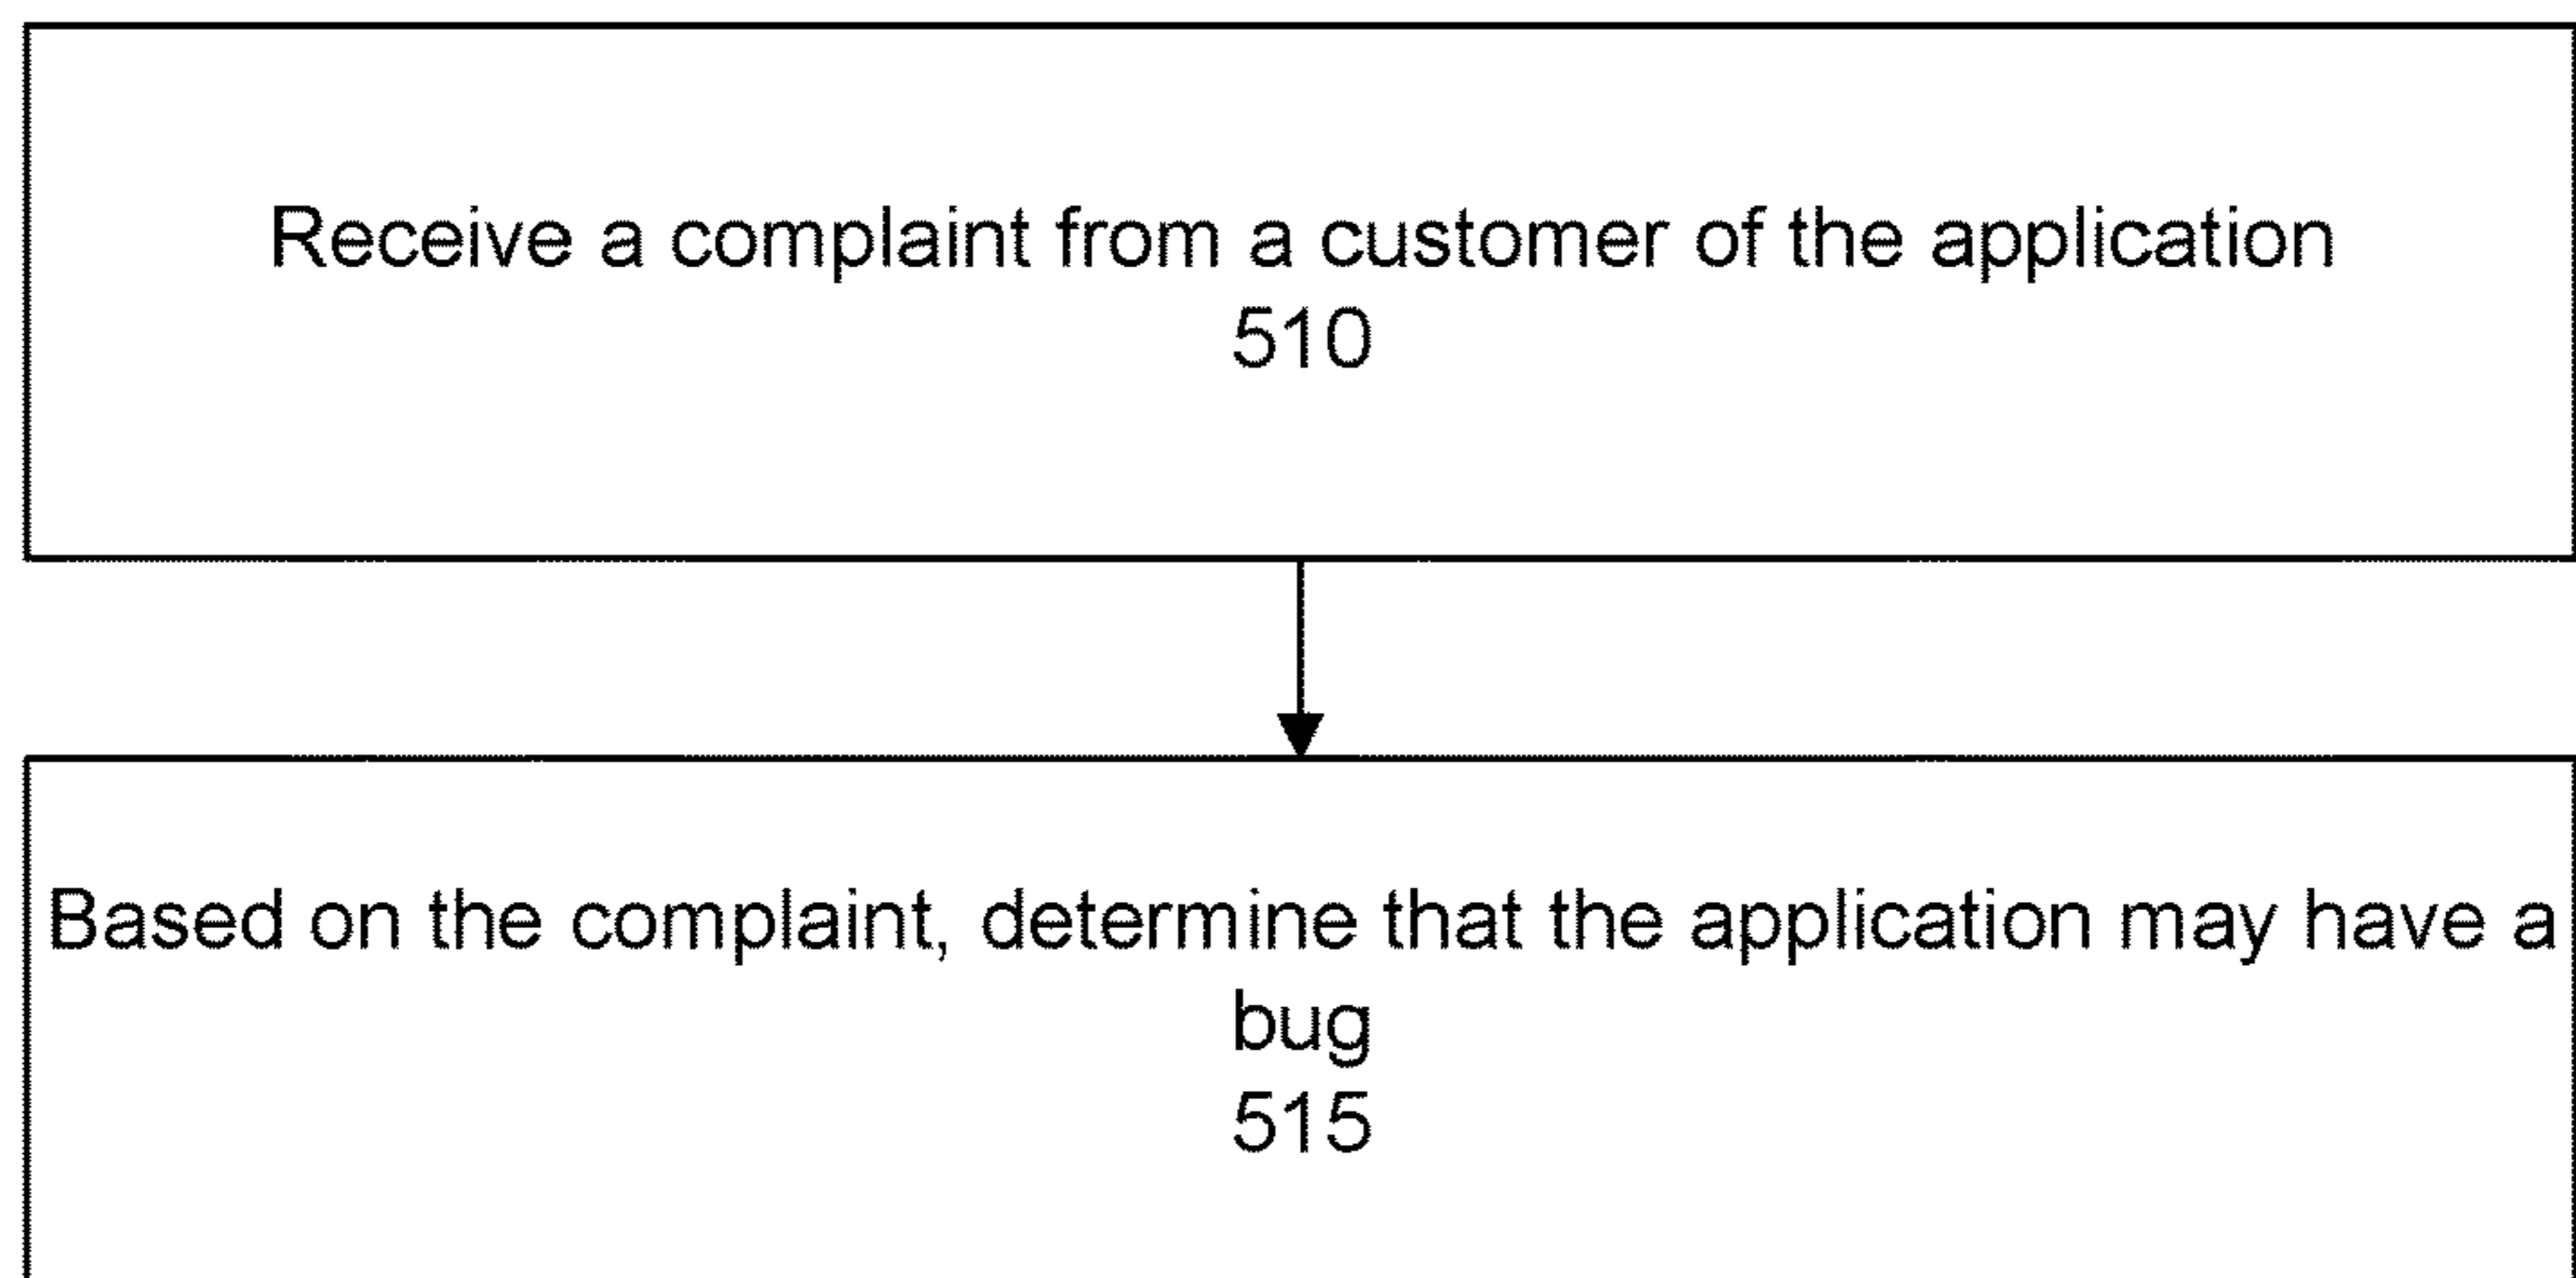 Receive a complaint from a customer of the application
510
Based on the complaint, determine that the application may have a
bug
515